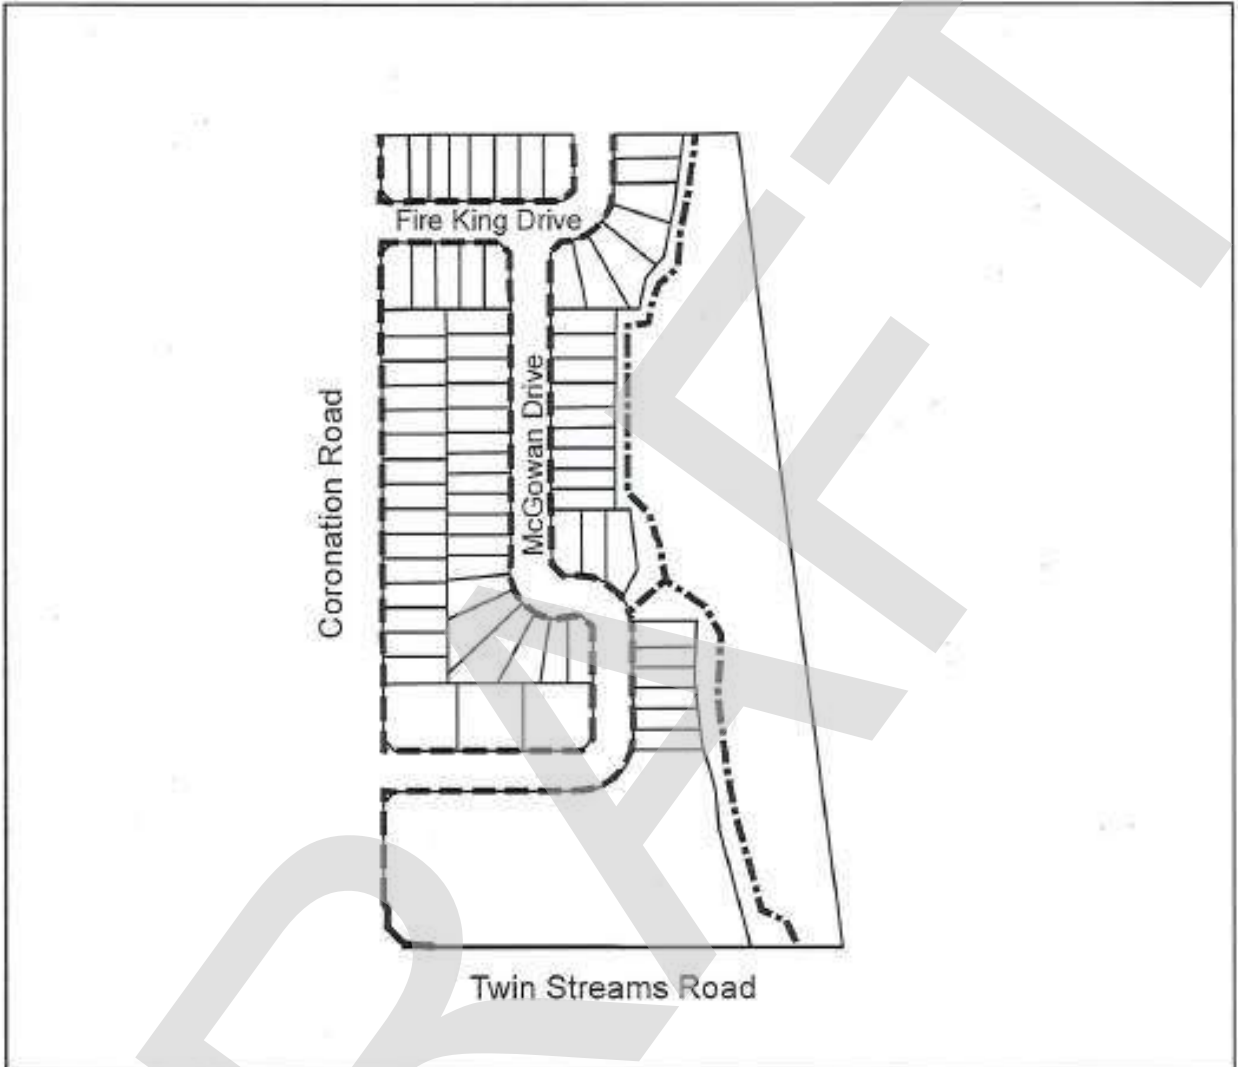 Fire King Drive
McGowan Drive
Coronation Road
Twin Streams Road
DRAFT